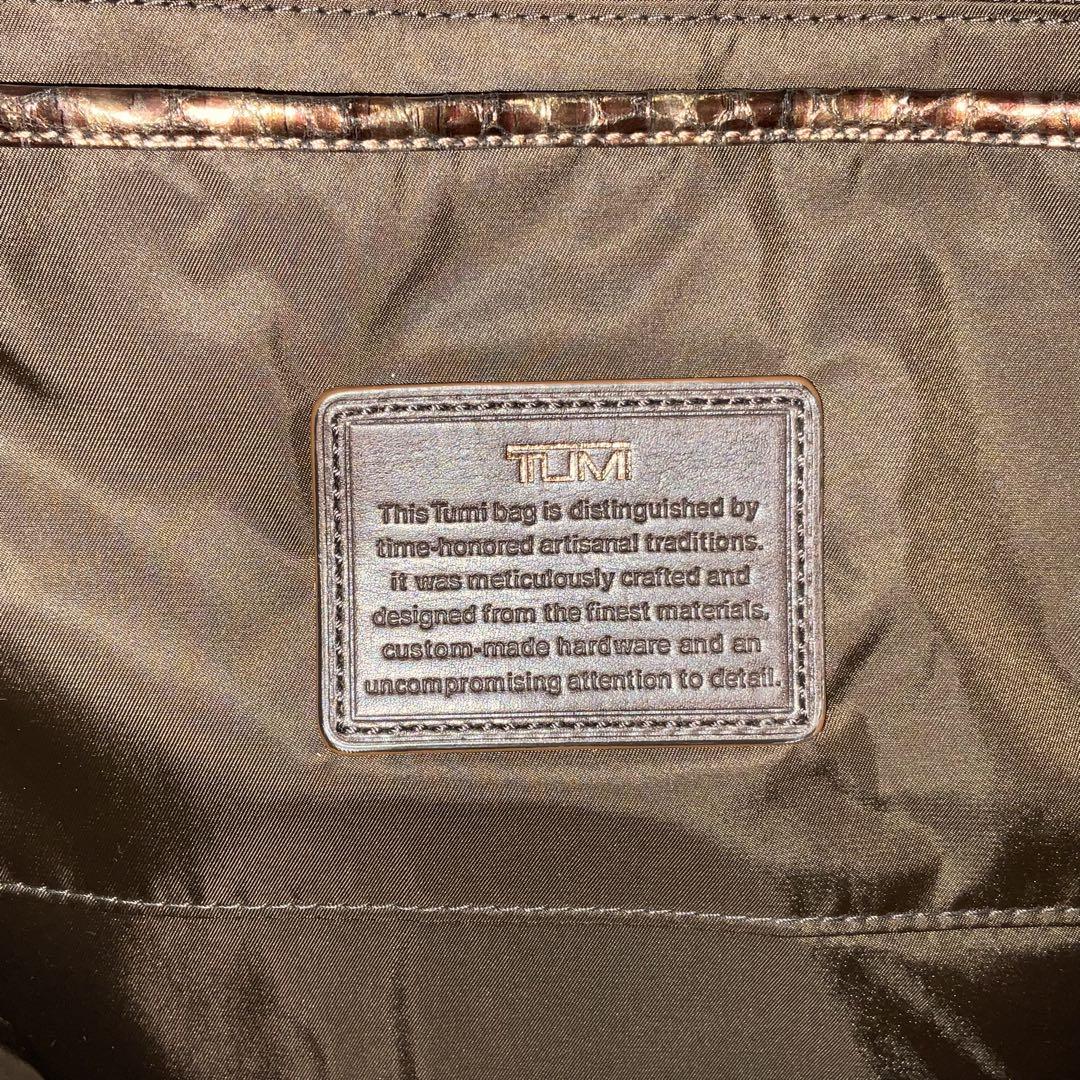 TUMI
This Tumi bag is distinguished by
time-honored artisanal traditions.
it was meticulously crafted and
designed from the finest materials,
custom-made hardware and an
uncompromising attention to detail.